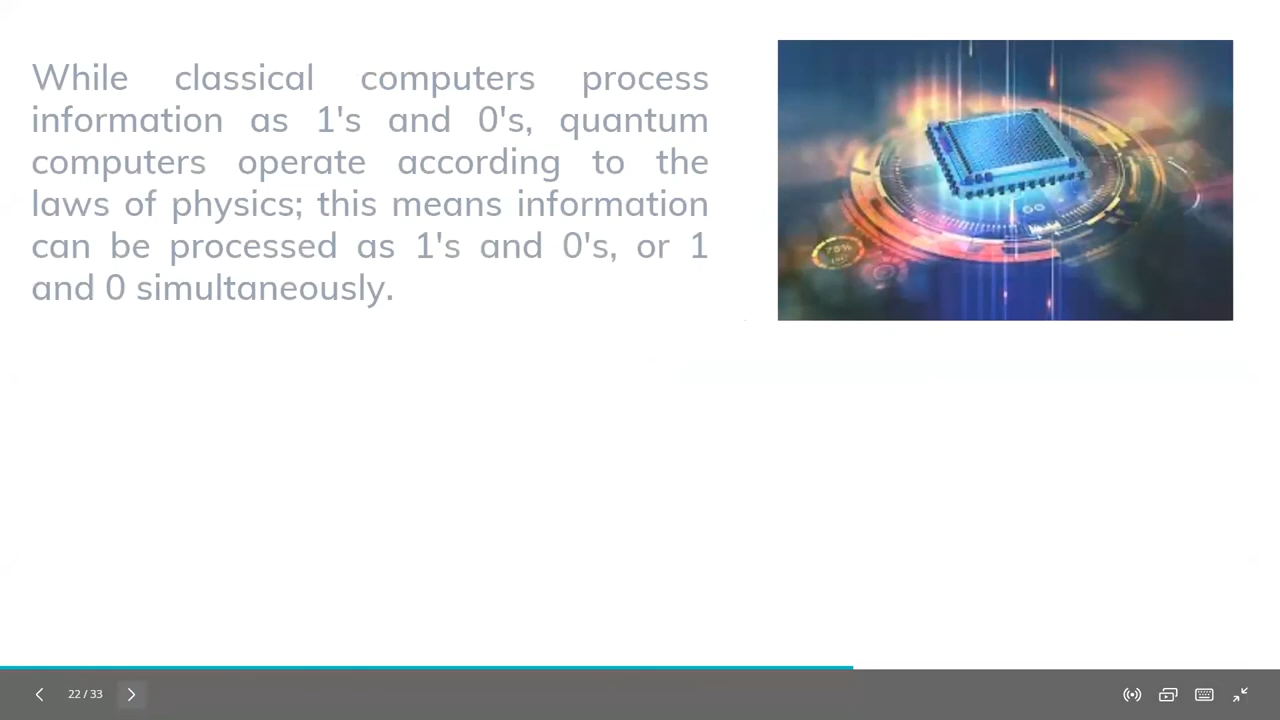 While classical computers process
information as 1's and 0's, quantum
computers operate according to the
laws of physics; this means information
can be processed as 1's and 0's, or 1
and 0 simultaneously.
75%
22 / 33